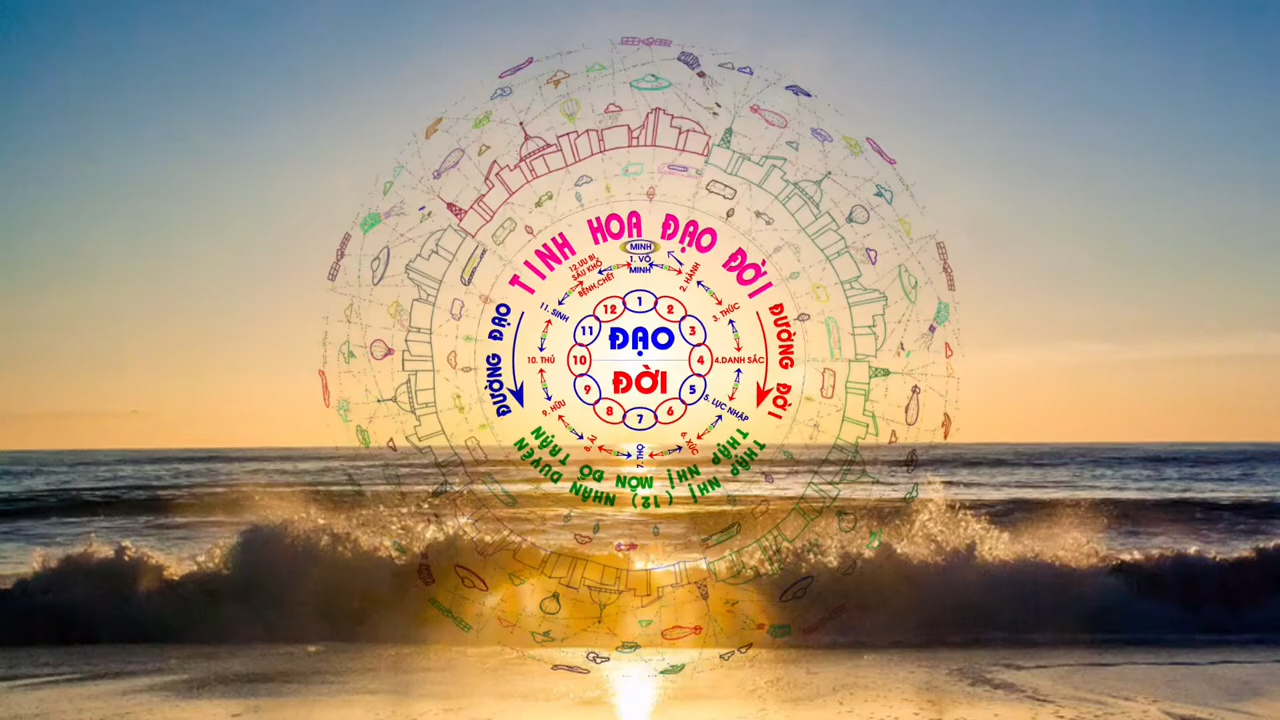 TINH HOA ĐẠO ĐỜI
MINH
1. VÔ MINH
2. HÀNH
3. THỨC
4.DANH SẮC
5. LỤC NHẬP
6. XÚC
7. THỌ
8. ÁI
9. HỮU
10. THỦ
11. SINH
12.ƯU BI,
SẦU KHỔ
BỆNH,CHẾT
ĐƯỜNG ĐẠO
ĐƯỜNG ĐỜI
1
2
3
4
5
6
7
8
9
10
11
12
ĐẠO
ĐỜI
THẬP NHỊ (12) NHÂN DUYÊN
THẬP NHỊ MÔN ĐỒ TRẬN